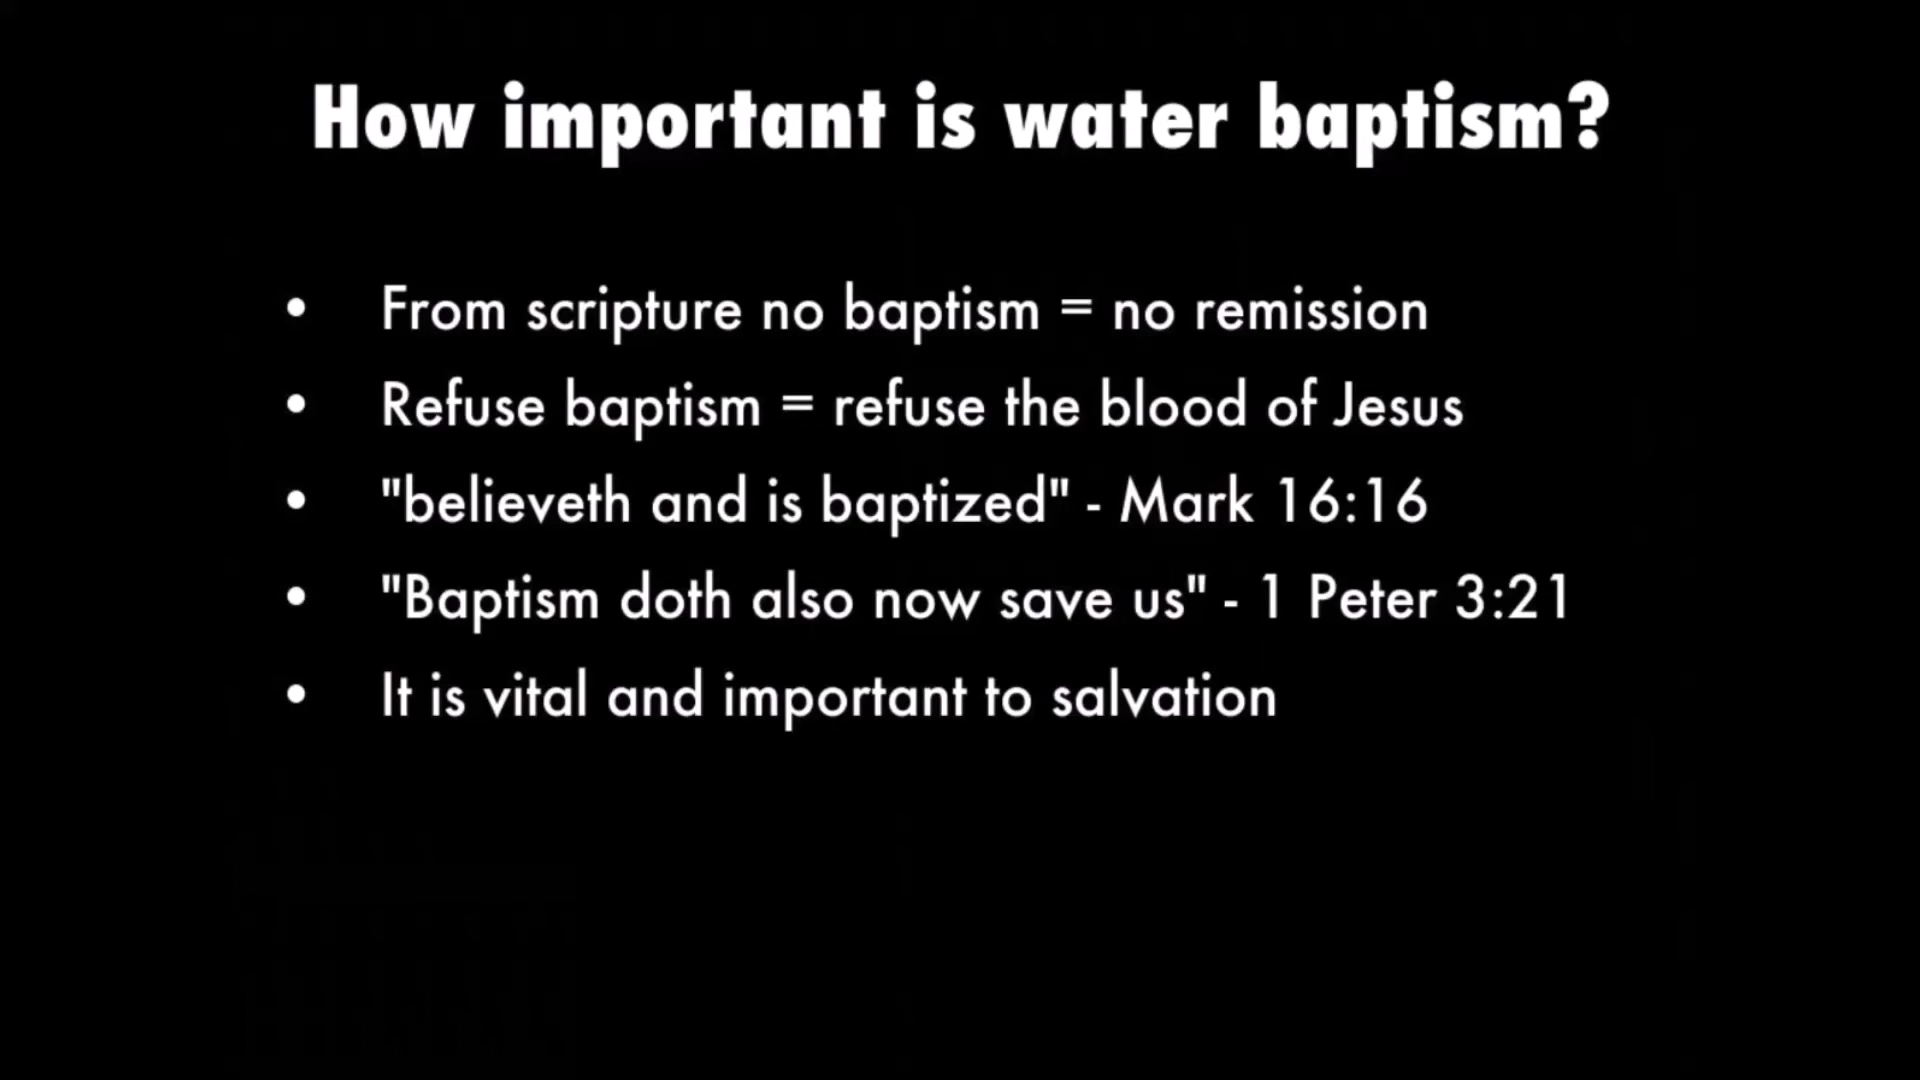 How important is water baptism?
• From scripture no baptism = no remission
• Refuse baptism = refuse the blood of Jesus
• "believeth and is baptized" - Mark 16:16
• "Baptism doth also now save us" - 1 Peter 3:21
• It is vital and important to salvation